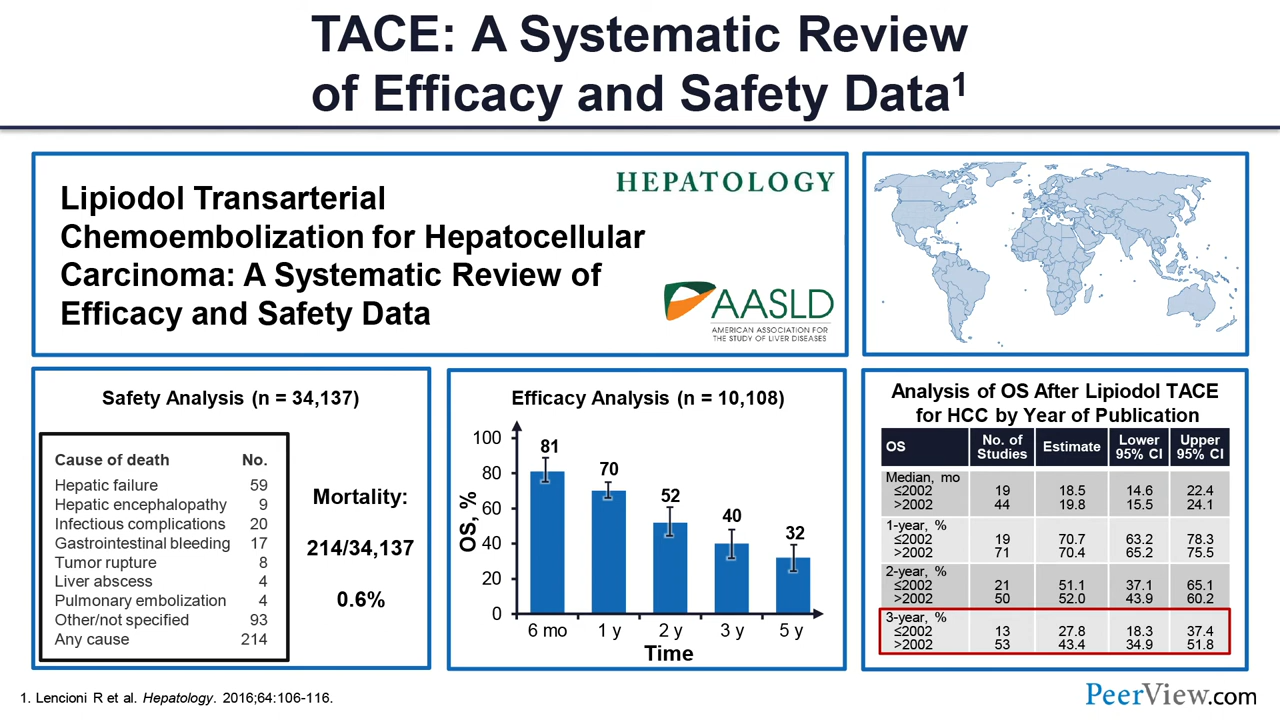 TACE: A Systematic Review
of Efficacy and Safety Data1
Lipiodol Transarterial
Chemoembolization for Hepatocellular
Carcinoma: A Systematic Review of
Efficacy and Safety Data
HEPATOLOGY
AASLD
AMERICAN ASSOCIATION FOR
THE STUDY OF LIVER DISEASES
Safety Analysis (n = 34,137)
Cause of death No.
Hepatic failure 59
Hepatic encephalopathy 9
Infectious complications 20
Gastrointestinal bleeding 17
Tumor rupture 8
Liver abscess 4
Pulmonary embolization 4
Other/not specified 93
Any cause 214
Mortality:
214/34,137
0.6%
Efficacy Analysis (n = 10,108)
OS, %
100
80
60
40
20
0
81
70
52
40
32
6 mo 1 y 2 y 3 y 5 y
Time
Analysis of OS After Lipiodol TACE
for HCC by Year of Publication
OS No. of Studies Estimate Lower 95% CI Upper 95% CI
Median, mo
≤2002 19 18.5 14.6 22.4
>2002 44 19.8 15.5 24.1
1-year, %
≤2002 19 70.7 63.2 78.3
>2002 71 70.4 65.2 75.5
2-year, %
≤2002 21 51.1 37.1 65.1
>2002 50 52.0 43.9 60.2
3-year, %
≤2002 13 27.8 18.3 37.4
>2002 53 43.4 34.9 51.8
1. Lencioni R et al. Hepatology. 2016;64:106-116.
PeerView.com